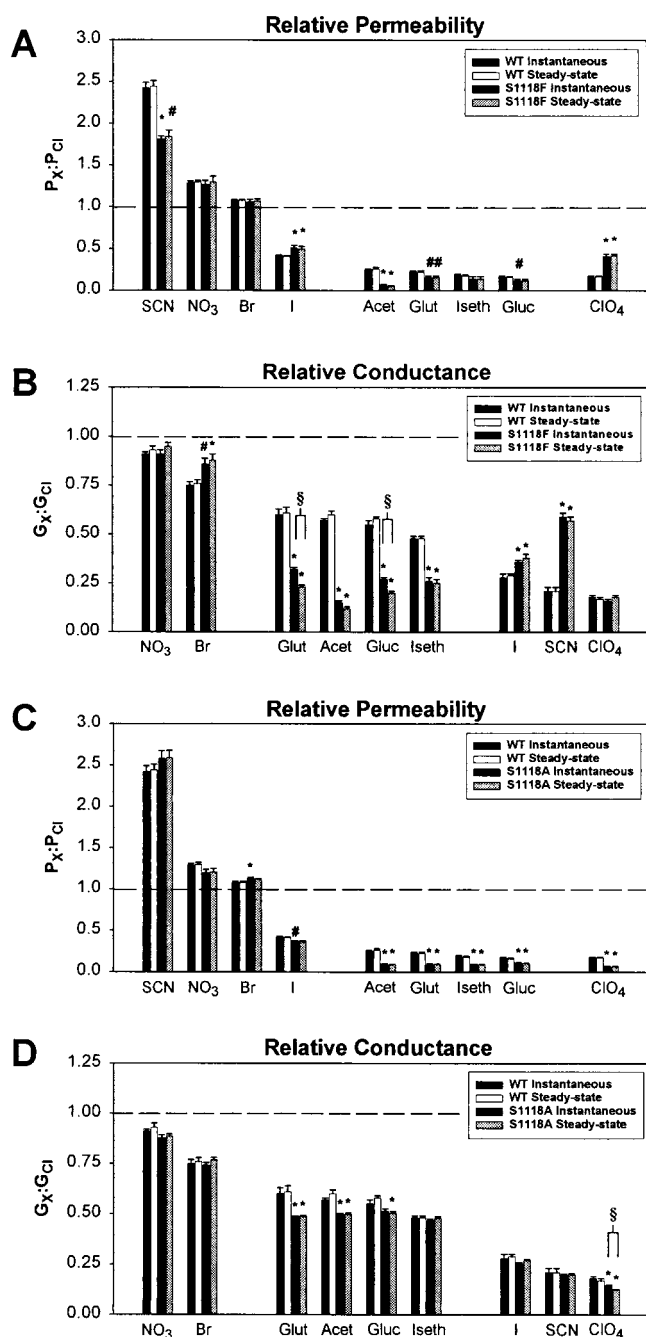 Relative Permeability
A
3.0
WT Instantaneous
WT Steady-state
S1118F Instantaneous
S1118F Steady-state
2.5
2.0
#
*
1.5
PX:PCl
1.0
0.5
* *
##
#
* *
* *
0.0
SCN NO3 Br I Acet Glut Iseth Gluc ClO4
Relative Conductance
B
1.25
WT Instantaneous
WT Steady-state
S1118F Instantaneous
S1118F Steady-state
1.00
# *
0.75
GX:GCl
§ §
* *
0.50
* *
* *
* *
* *
* *
0.25
0.00
NO3 Br Glut Acet Gluc Iseth I SCN ClO4
Relative Permeability
C
3.0
WT Instantaneous
WT Steady-state
S1118A Instantaneous
S1118A Steady-state
2.5
2.0
1.5
PX:PCl
*
1.0
0.5
#
** ** ** ** **
0.0
SCN NO3 Br I Acet Glut Iseth Gluc ClO4
Relative Conductance
D
1.25
WT Instantaneous
WT Steady-state
S1118A Instantaneous
S1118A Steady-state
1.00
0.75
GX:GCl
** ** *
0.50
§
0.25
* *
0.00
NO3 Br Glut Acet Gluc Iseth I SCN ClO4